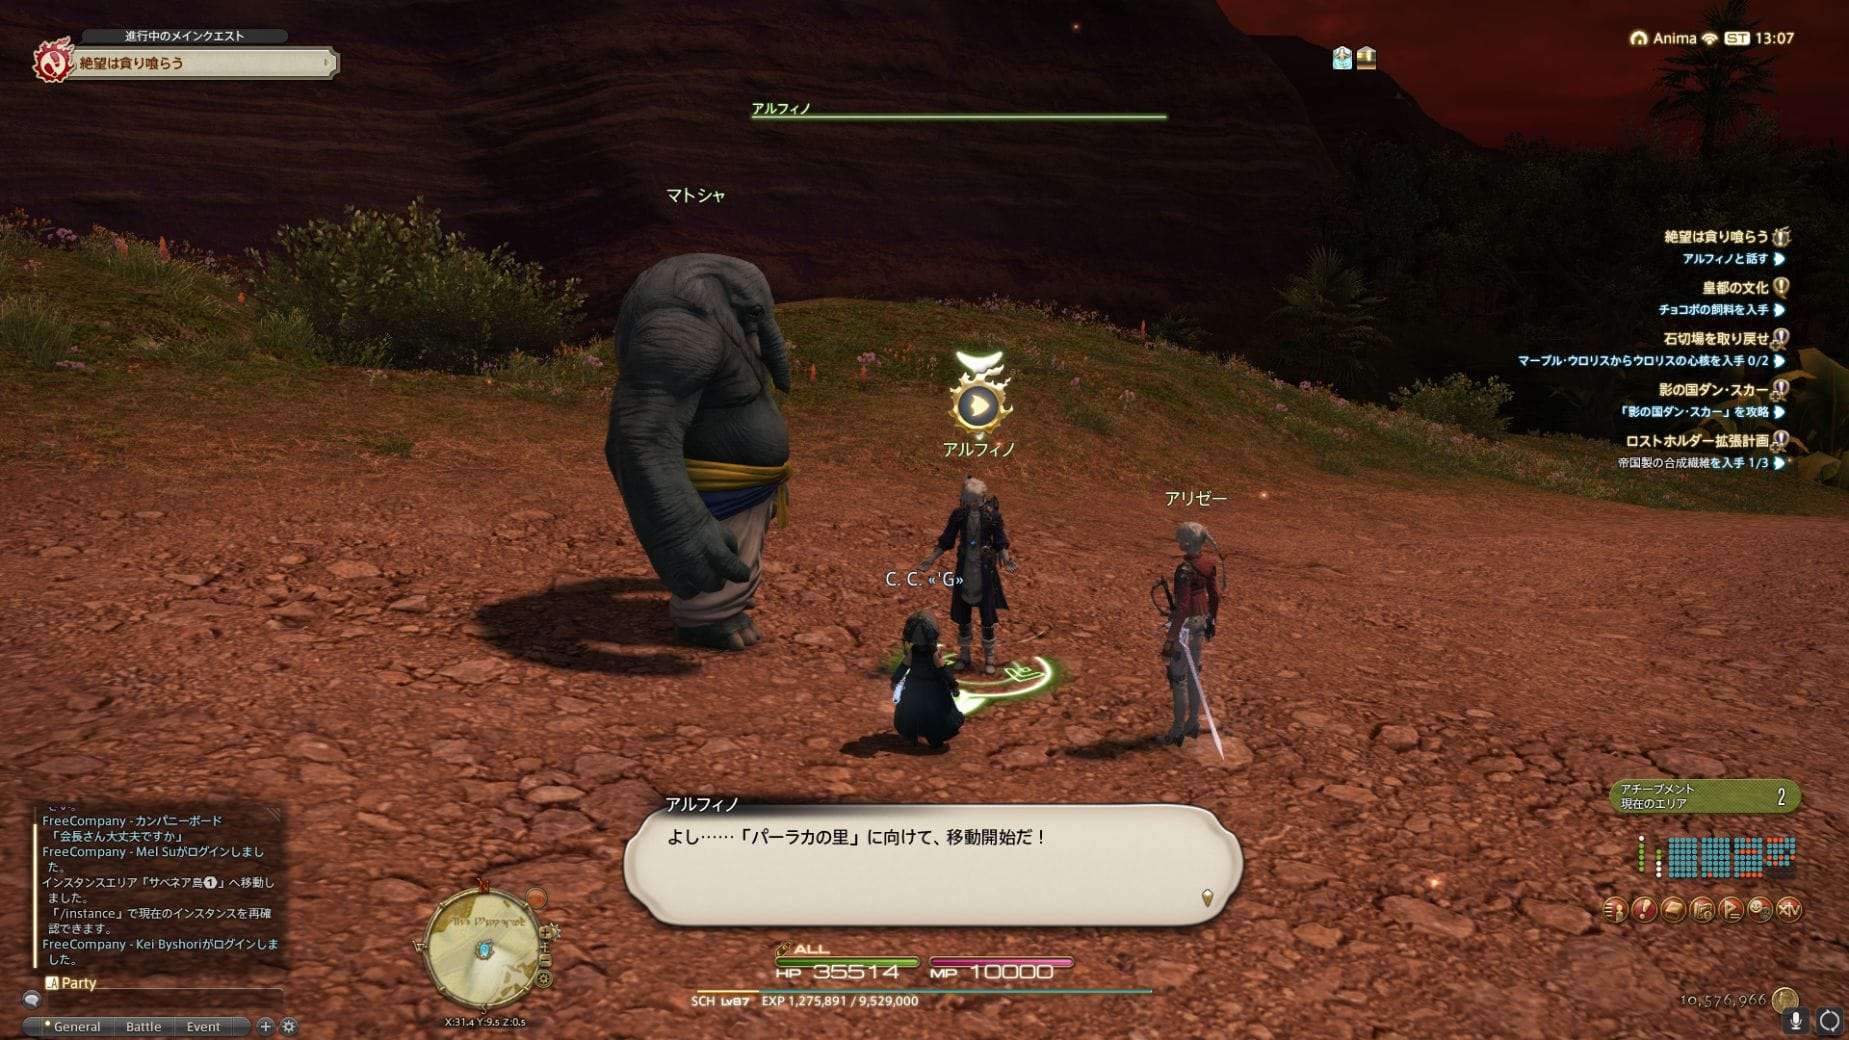 進行中のメインクエスト
絶望は貪り喰らう
Anima ST 13:07
アルフィノ
マトシャ
絶望は貪り喰らう
アルフィノと話す
皇都の文化
チョコボの飼料を入手
石切場を取り戻せ
マーブル・ウロリスからウロリスの心核を入手 0/2
影の国ダン・スカー
「影の国ダン・スカー」を攻略
ロストホルダー拡張計画
帝国製の合成繊維を入手 1/3
アルフィノ
アリゼー
C. C. «'G»
アチーブメント
現在のエリア
2
アルフィノ
よし……「パーラカの里」に向けて、移動開始だ！
FreeCompany - カンパニーボード
「会長さん大丈夫ですか」
FreeCompany - Mel Suがログインしまし
た。
インスタンスエリア「サベネア島❶」へ移動し
ました。
「/instance」で現在のインスタンスを再確
認できます。
FreeCompany - Kei Byshoriがログインしま
した。
Party
General Battle Event
X:31.4 Y:9.5 Z:0.5
ALL
HP 35514 MP 10000
SCH Lv87 EXP 1,275,891 / 9,529,000
10,576,966
XIV